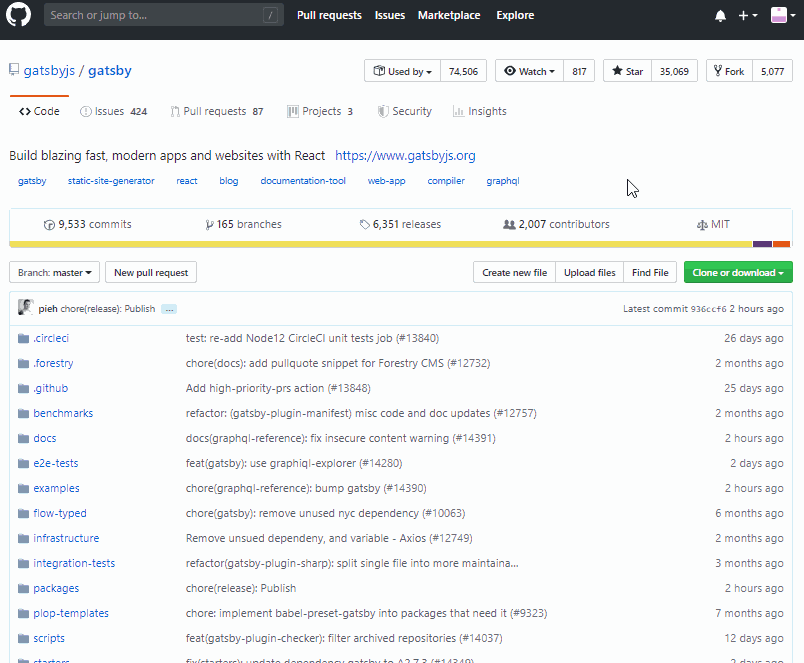 Search or jump to... / Pull requests Issues Marketplace Explore
gatsbyjs / gatsby Used by 74,506 Watch 817 Star 35,069 Fork 5,077
Code Issues 424 Pull requests 87 Projects 3 Security Insights
Build blazing fast, modern apps and websites with React https://www.gatsbyjs.org
gatsby static-site-generator react blog documentation-tool web-app compiler graphql
9,533 commits 165 branches 6,351 releases 2,007 contributors MIT
Branch: master New pull request Create new file Upload files Find File Clone or download
pieh chore(release): Publish ... Latest commit 936ccf6 2 hours ago
.circleci test: re-add Node12 CircleCI unit tests job (#13840) 26 days ago
.forestry chore(docs): add pullquote snippet for Forestry CMS (#12732) 2 months ago
.github Add high-priority-prs action (#13848) 25 days ago
benchmarks refactor: (gatsby-plugin-manifest) misc code and doc updates (#12757) 2 months ago
docs docs(graphql-reference): fix insecure content warning (#14391) 2 hours ago
e2e-tests feat(gatsby): use graphiql-explorer (#14280) 2 days ago
examples chore(graphql-reference): bump gatsby (#14390) 2 hours ago
flow-typed chore(gatsby): remove unused nyc dependency (#10063) 6 months ago
infrastructure Remove unsued dependeny, and variable - Axios (#12749) 2 months ago
integration-tests refactor(gatsby-plugin-sharp): split single file into more maintaina... 3 months ago
packages chore(release): Publish 2 hours ago
plop-templates chore: implement babel-preset-gatsby into packages that need it (#9323) 7 months ago
scripts feat(gatsby-plugin-checker): filter archived repositories (#14037) 12 days ago